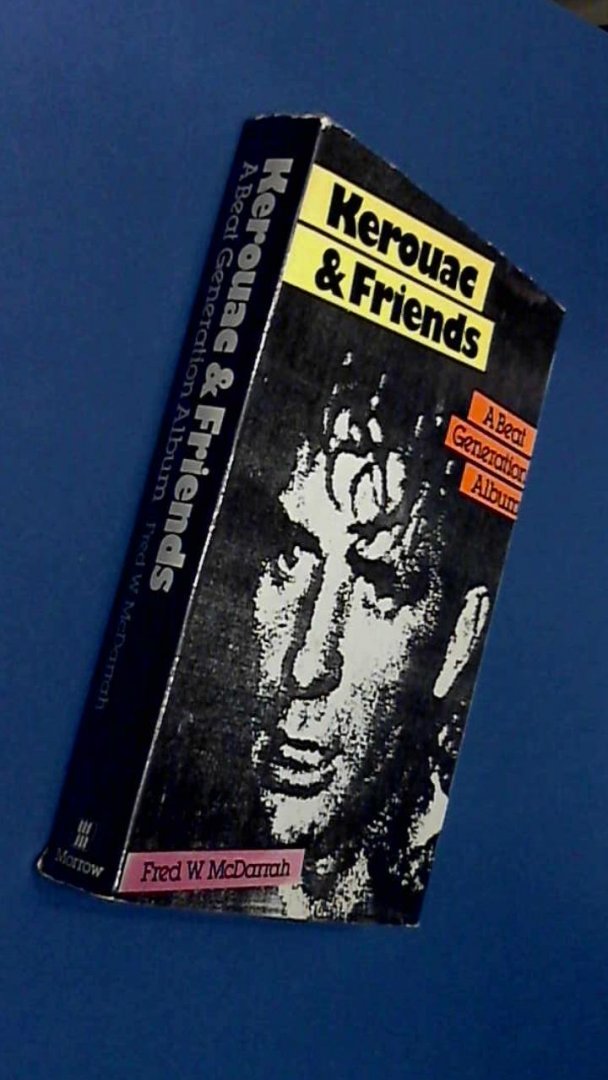 Kerouac & Friends
A Beat Generation Album Fred W. McDarrah
Morrow
Kerouac
& Friends
A Beat
Generation
Album
Fred W. McDarrah